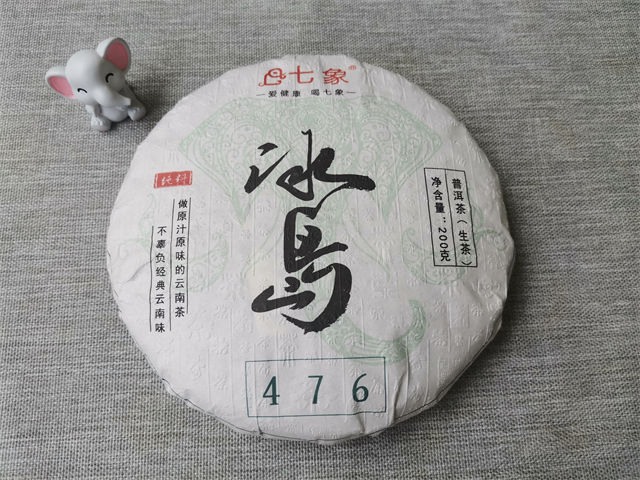 七象®
爱健康 喝七象
冰岛
纯料
做原汁原味的云南茶
不辜负经典云南味
普洱茶（生茶）
净含量：200克
476